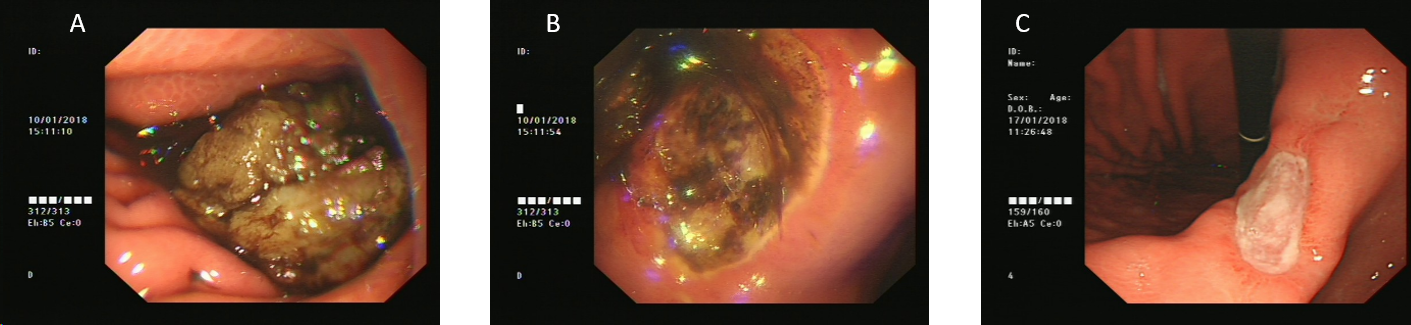 A
ID:
10/01/2018
15:11:10
312/313
Eh:B5 Ce:0
D
B
ID:
10/01/2018
15:11:54
312/313
Eh:B5 Ce:0
D
C
ID:
Name:
Sex: Age:
D.O.B.:
17/01/2018
11:26:48
159/160
Eh:A5 Ce:0
4